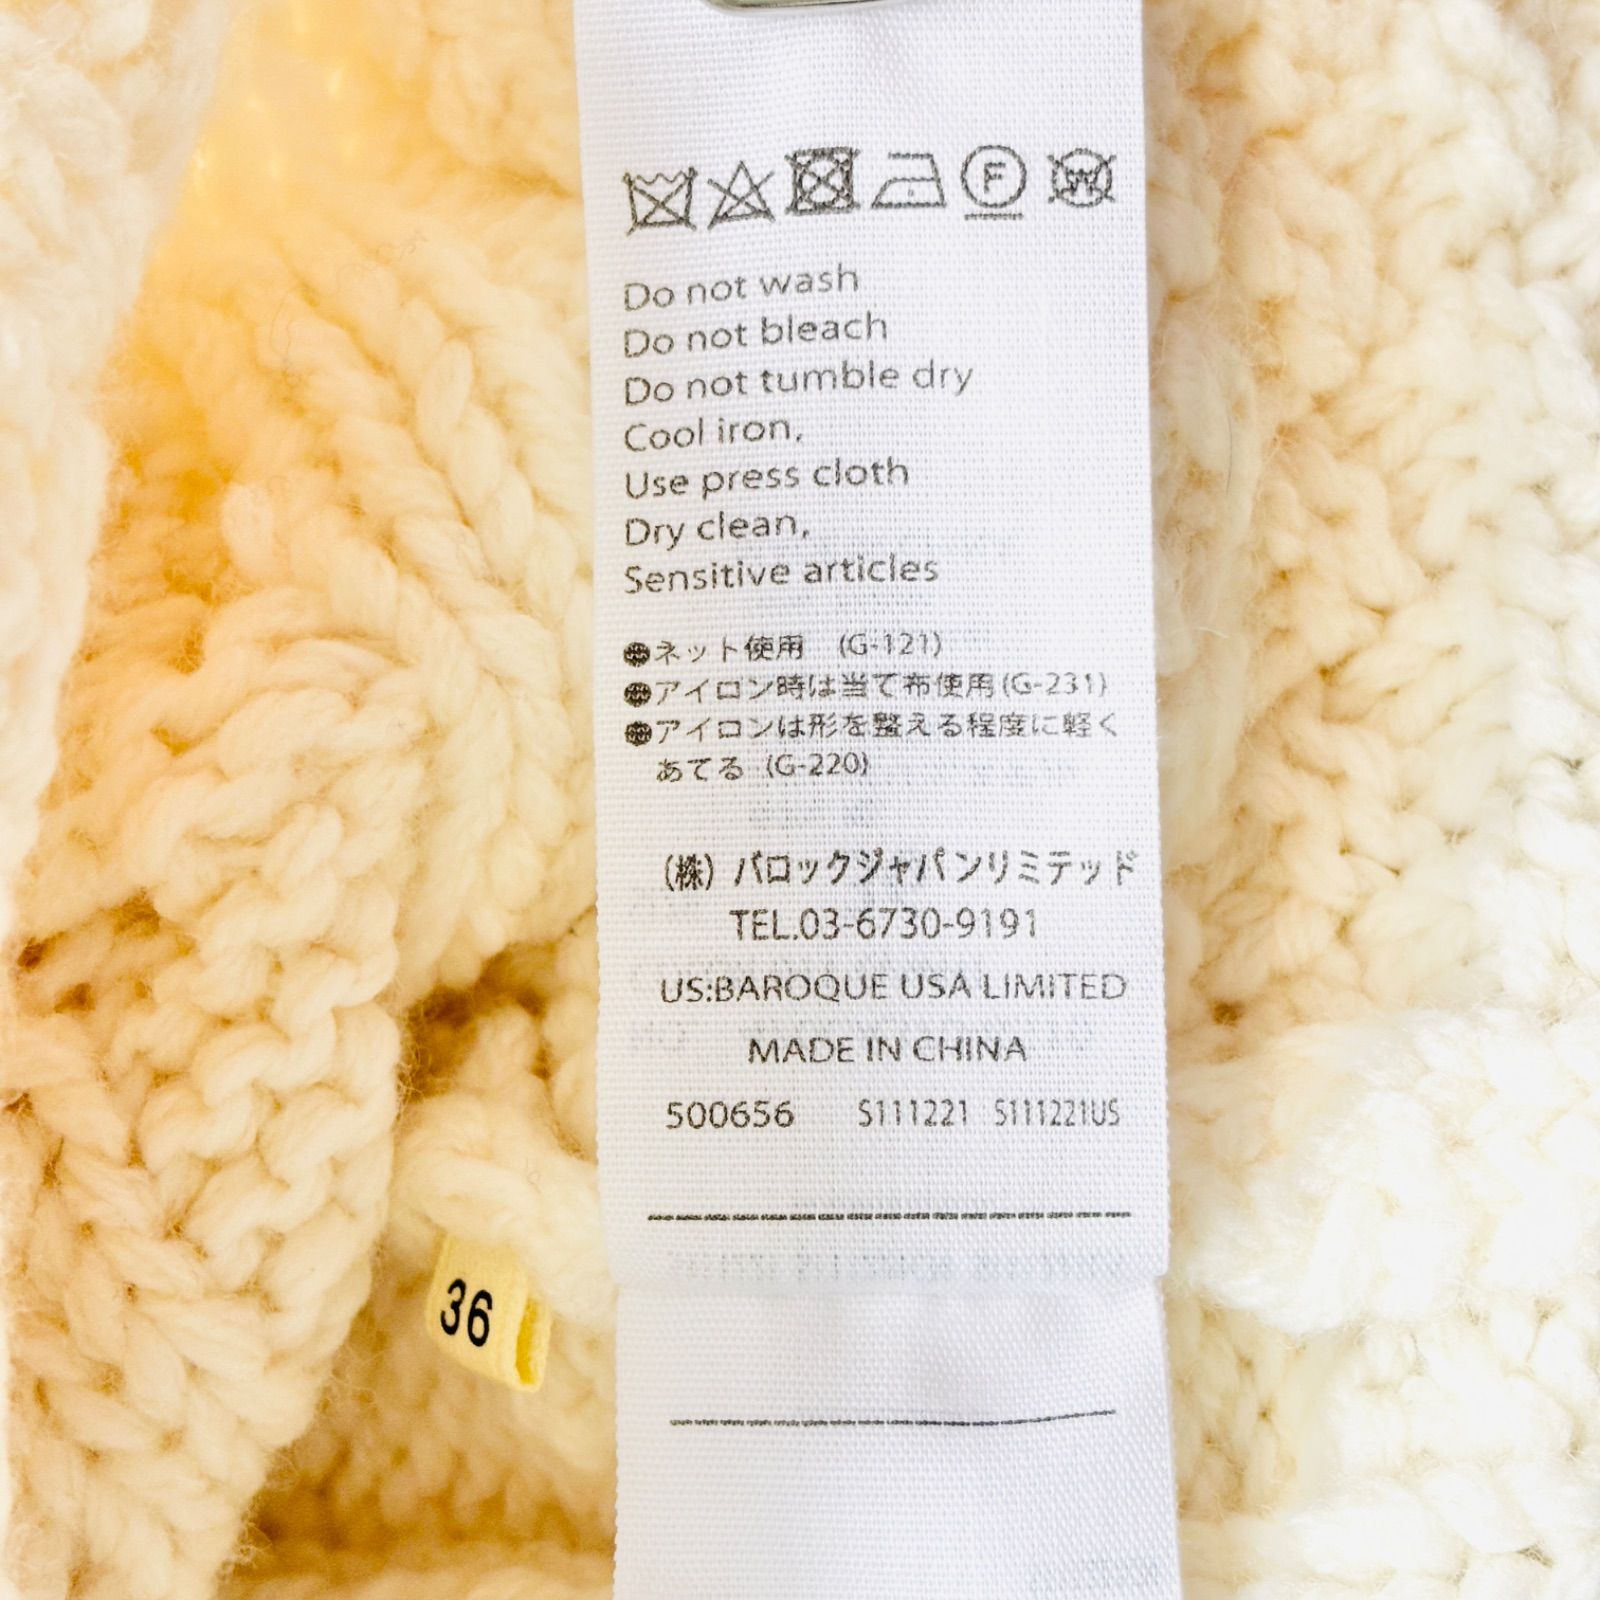 F
W
Do not wash
Do not bleach
Do not tumble dry
Cool iron,
Use press cloth
Dry clean,
Sensitive articles
●ネット使用 (G-121)
●アイロン時は当て布使用(G-231)
●アイロンは形を整える程度に軽く
あてる (G-220)
(株) バロックジャパンリミテッド
TEL.03-6730-9191
US:BAROQUE USA LIMITED
MADE IN CHINA
500656 S111221 S111221US
36